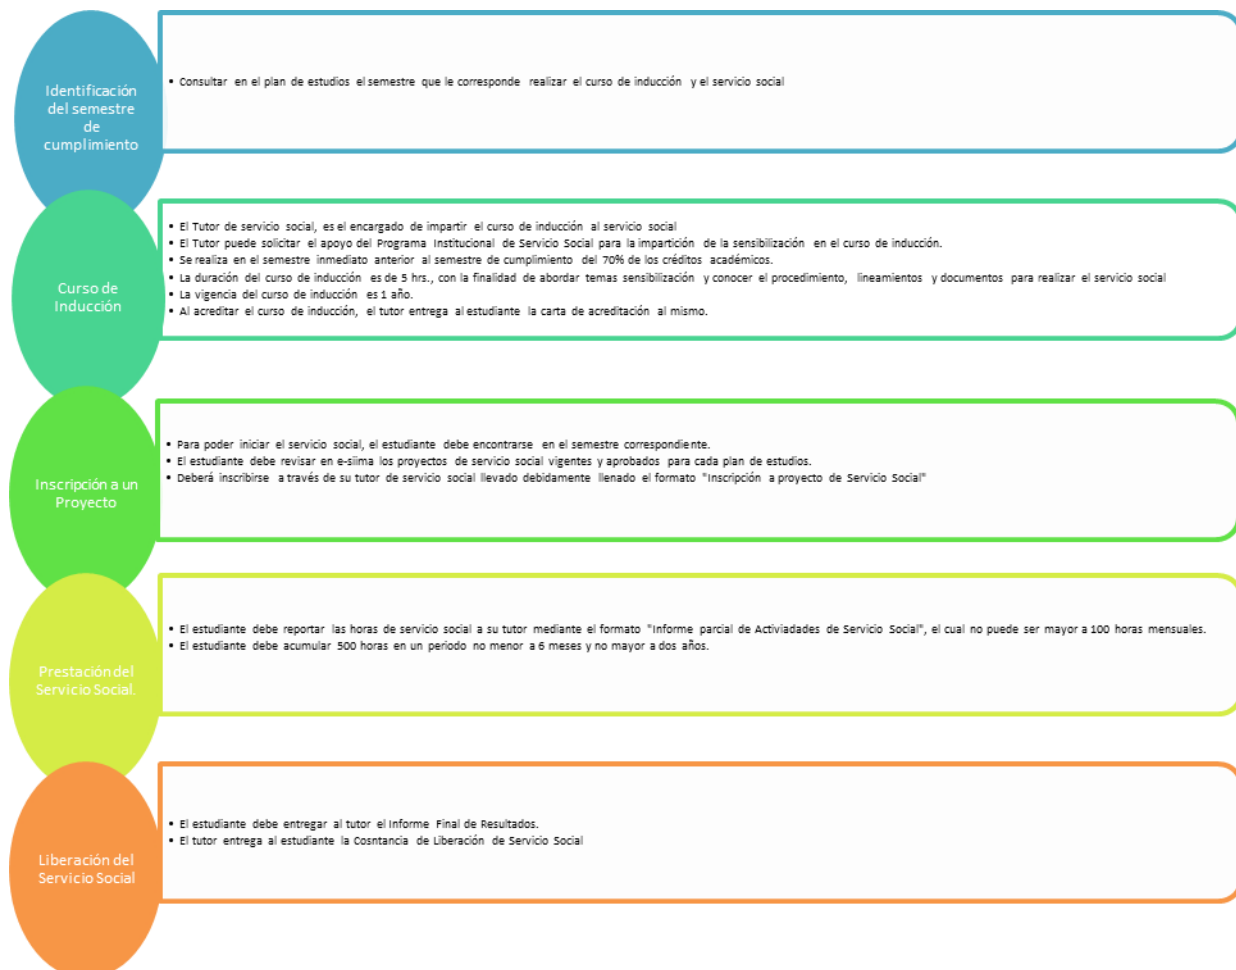 Identificación
del semestre
de
cumplimiento
• Consultar en el plan de estudios el semestre que le corresponde realizar el curso de inducción y el servicio social
Curso de
Inducción
• El Tutor de servicio social, es el encargado de impartir el curso de inducción al servicio social
• El Tutor puede solicitar el apoyo del Programa Institucional de Servicio Social para la impartición de la sensibilización en el curso de inducción.
• Se realiza en el semestre inmediato anterior al semestre de cumplimiento del 70% de los créditos académicos.
• La duración del curso de inducción es de 5 hrs., con la finalidad de abordar temas sensibilización y conocer el procedimiento, lineamientos y documentos para realizar el servicio social
• La vigencia del curso de inducción es 1 año.
• Al acreditar el curso de inducción, el tutor entrega al estudiante la carta de acreditación al mismo.
Inscripción a un
Proyecto
• Para poder iniciar el servicio social, el estudiante debe encontrarse en el semestre correspondiente.
• El estudiante debe revisar en e-siima los proyectos de servicio social vigentes y aprobados para cada plan de estudios.
• Deberá inscribirse a través de su tutor de servicio social llevado debidamente llenado el formato "Inscripción a proyecto de Servicio Social"
Prestación del
Servicio Social.
• El estudiante debe reportar las horas de servicio social a su tutor mediante el formato "Informe parcial de Activiadades de Servicio Social", el cual no puede ser mayor a 100 horas mensuales.
• El estudiante debe acumular 500 horas en un periodo no menor a 6 meses y no mayor a dos años.
Liberación del
Servicio Social
• El estudiante debe entregar al tutor el Informe Final de Resultados.
• El tutor entrega al estudiante la Cosntancia de Liberación de Servicio Social